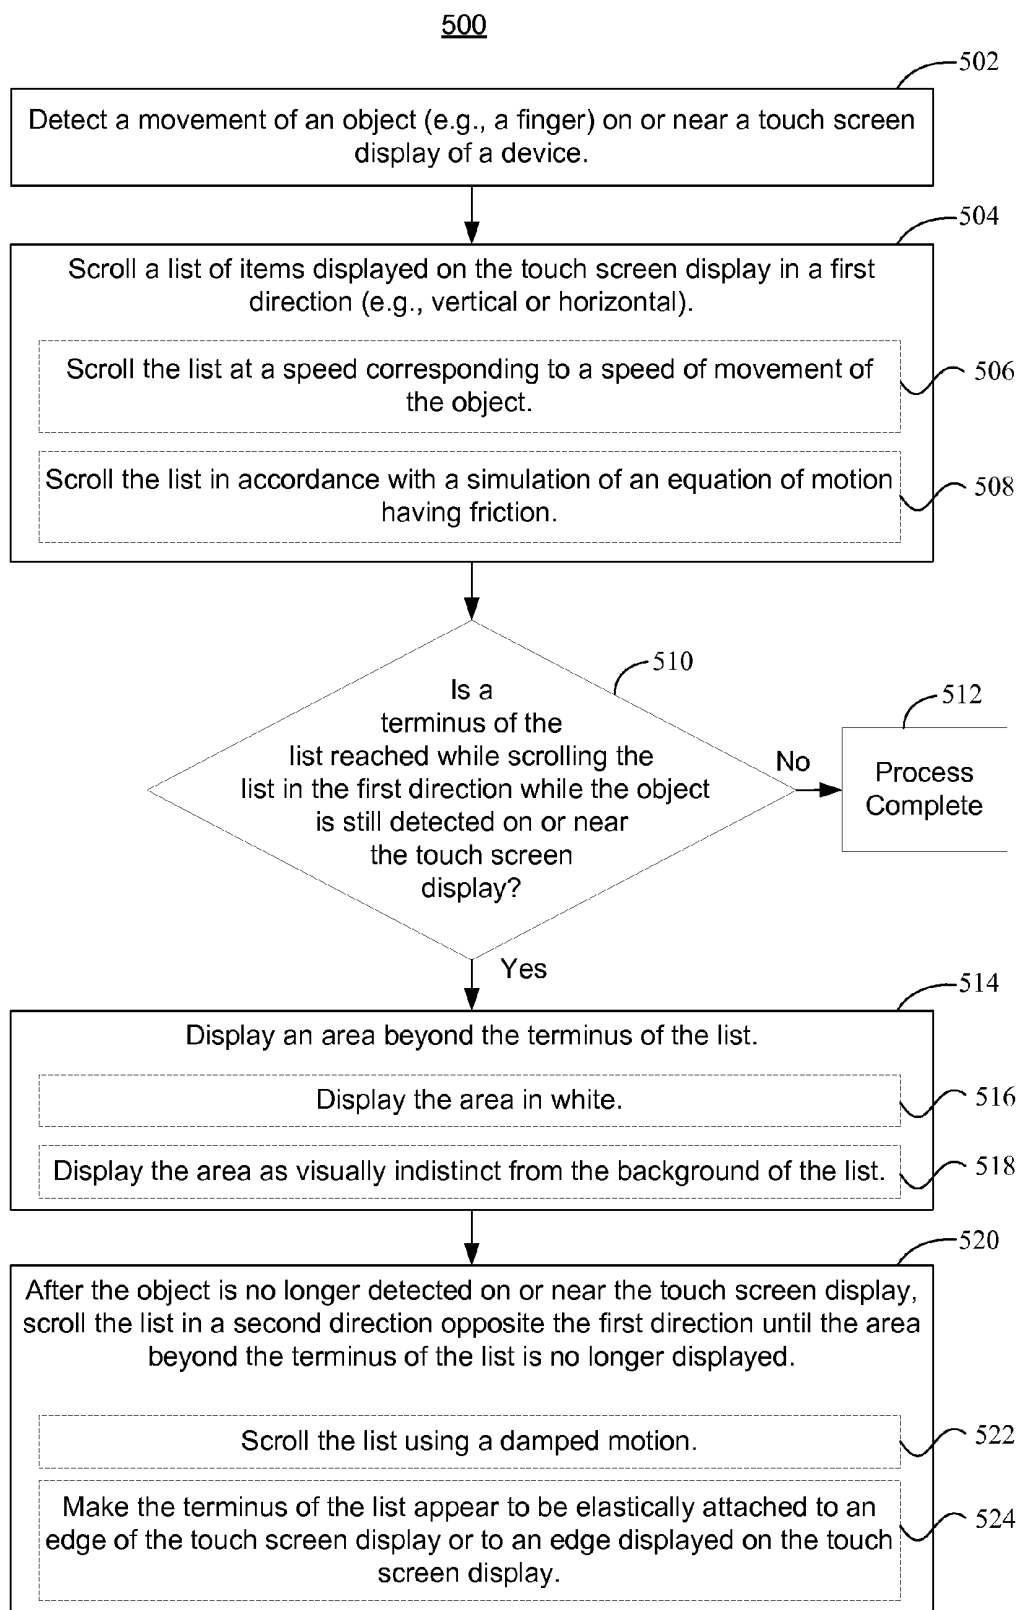 500
502
Detect a movement of an object (e.g., a finger) on or near a touch screen
display of a device.
504
Scroll a list of items displayed on the touch screen display in a first
direction (e.g., vertical or horizontal).
Scroll the list at a speed corresponding to a speed of movement of
the object.
506
Scroll the list in accordance with a simulation of an equation of motion
having friction.
508
510
Is a
terminus of the
list reached while scrolling the
list in the first direction while the object
is still detected on or near
the touch screen
display?
No
512
Process
Complete
Yes
514
Display an area beyond the terminus of the list.
Display the area in white.
516
Display the area as visually indistinct from the background of the list.
518
520
After the object is no longer detected on or near the touch screen display,
scroll the list in a second direction opposite the first direction until the area
beyond the terminus of the list is no longer displayed.
Scroll the list using a damped motion.
522
Make the terminus of the list appear to be elastically attached to an
edge of the touch screen display or to an edge displayed on the touch
screen display.
524